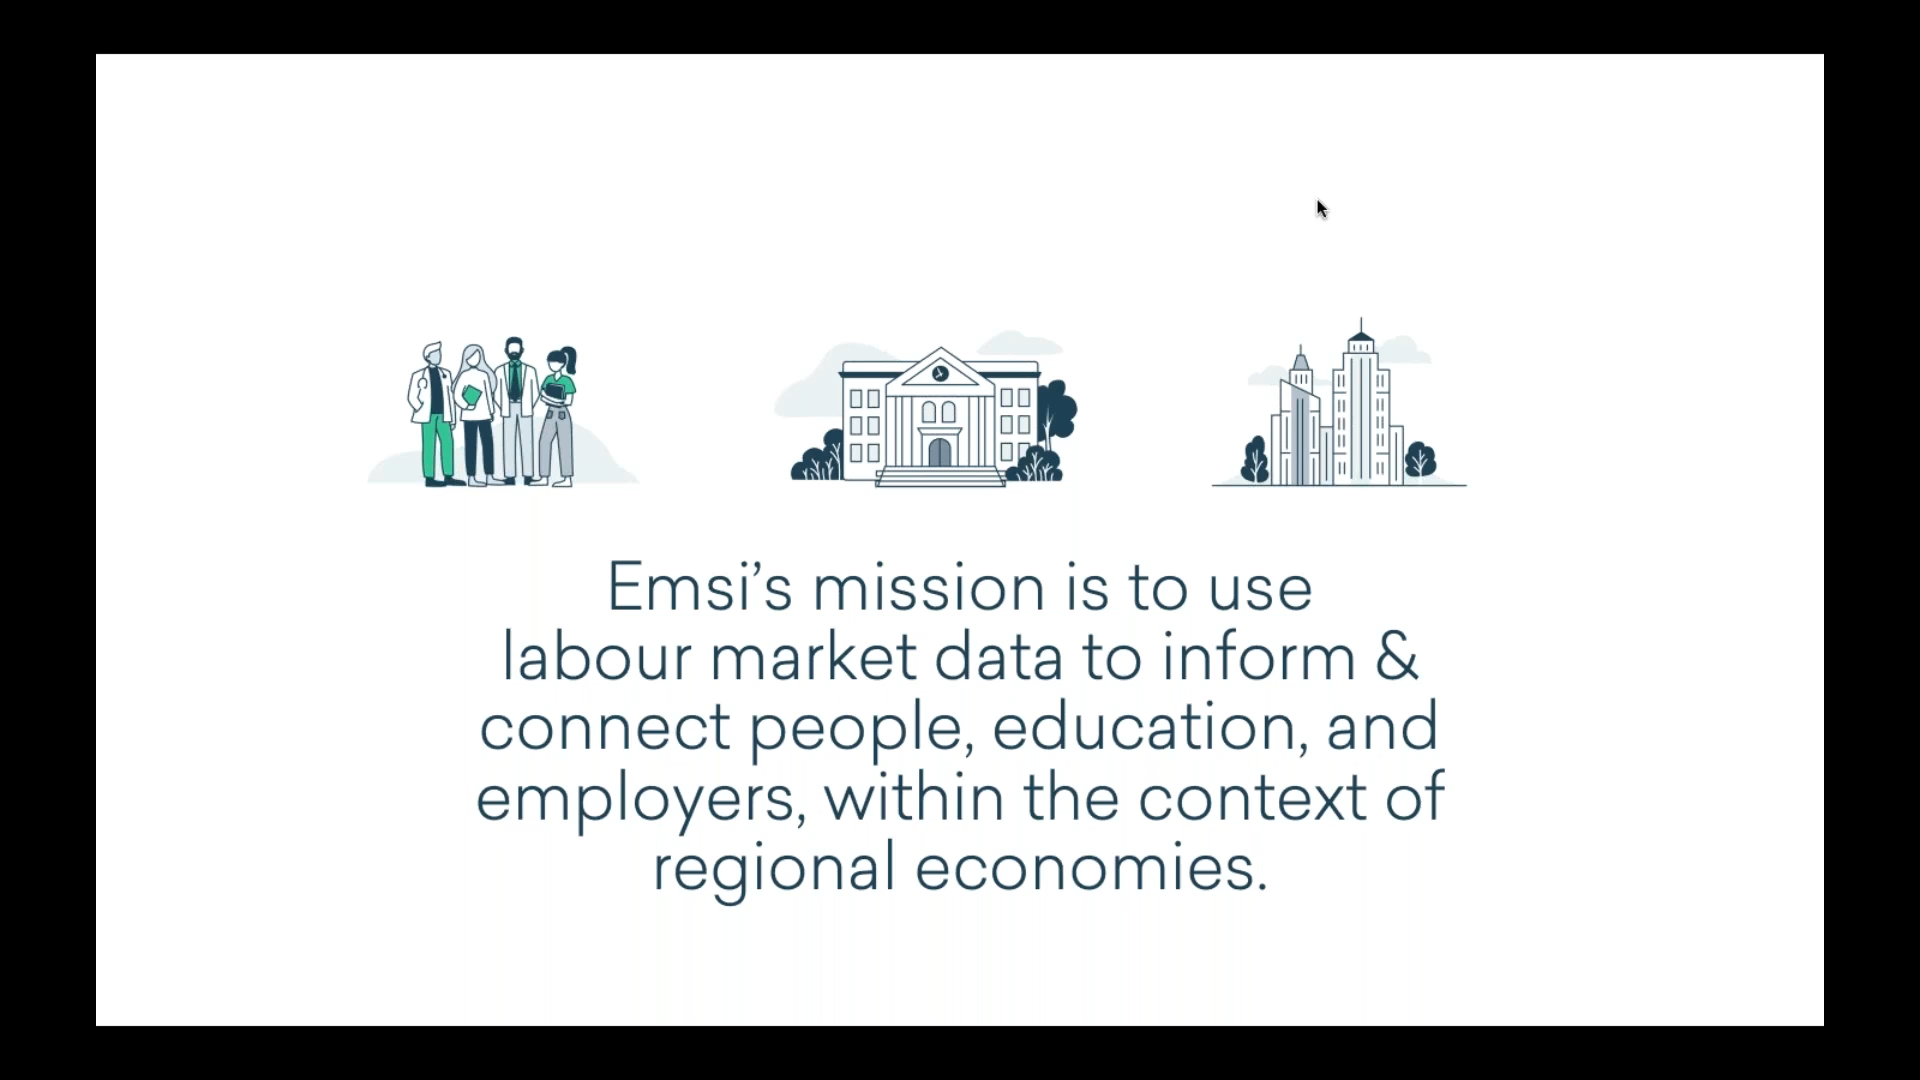 Emsi’s mission is to use
labour market data to inform &
connect people, education, and
employers, within the context of
regional economies.